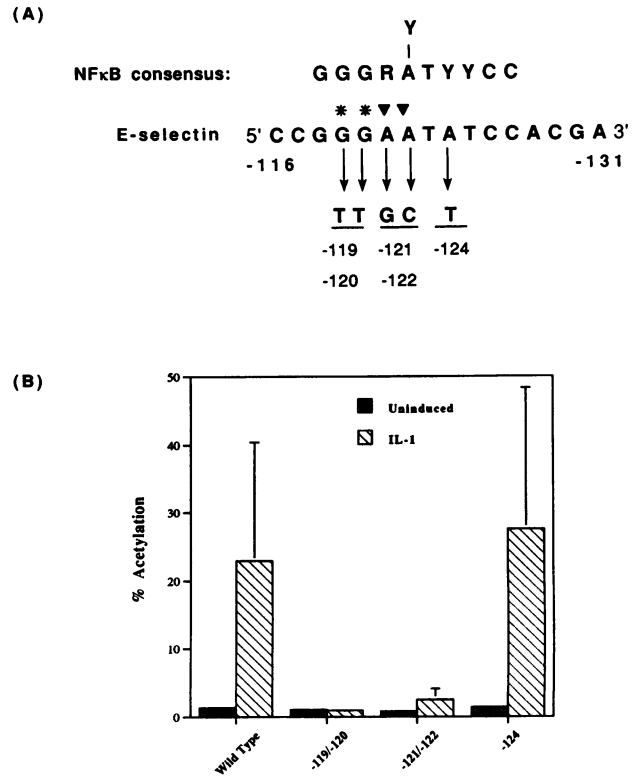 (A)
Y
NFκB consensus: G G G R A T Y Y C C
* * ▼ ▼
E-selectin 5' C C G G G A A T A T C C A C G A 3'
-116 -131
T T G C T
-119 -121 -124
-120 -122
(B)
50
40
30
20
10
0
% Acetylation
Uninduced
IL-1
Wild Type
-119/-120
-121/-122
-124